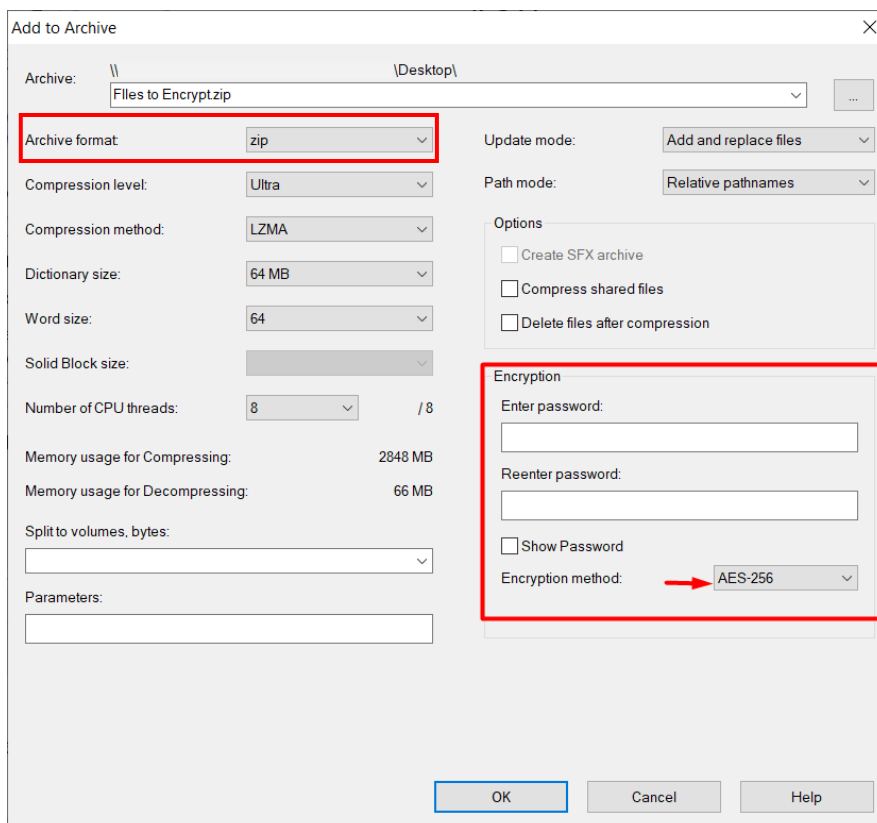 Add to Archive
Archive:
\\ \Desktop\
FIles to Encrypt.zip
...
Archive format: zip
Compression level: Ultra
Compression method: LZMA
Dictionary size: 64 MB
Word size: 64
Solid Block size:
Number of CPU threads: 8 / 8
Memory usage for Compressing: 2848 MB
Memory usage for Decompressing: 66 MB
Split to volumes, bytes:
Parameters:
Update mode: Add and replace files
Path mode: Relative pathnames
Options
Create SFX archive
Compress shared files
Delete files after compression
Encryption
Enter password:
Reenter password:
Show Password
Encryption method: AES-256
OK Cancel Help